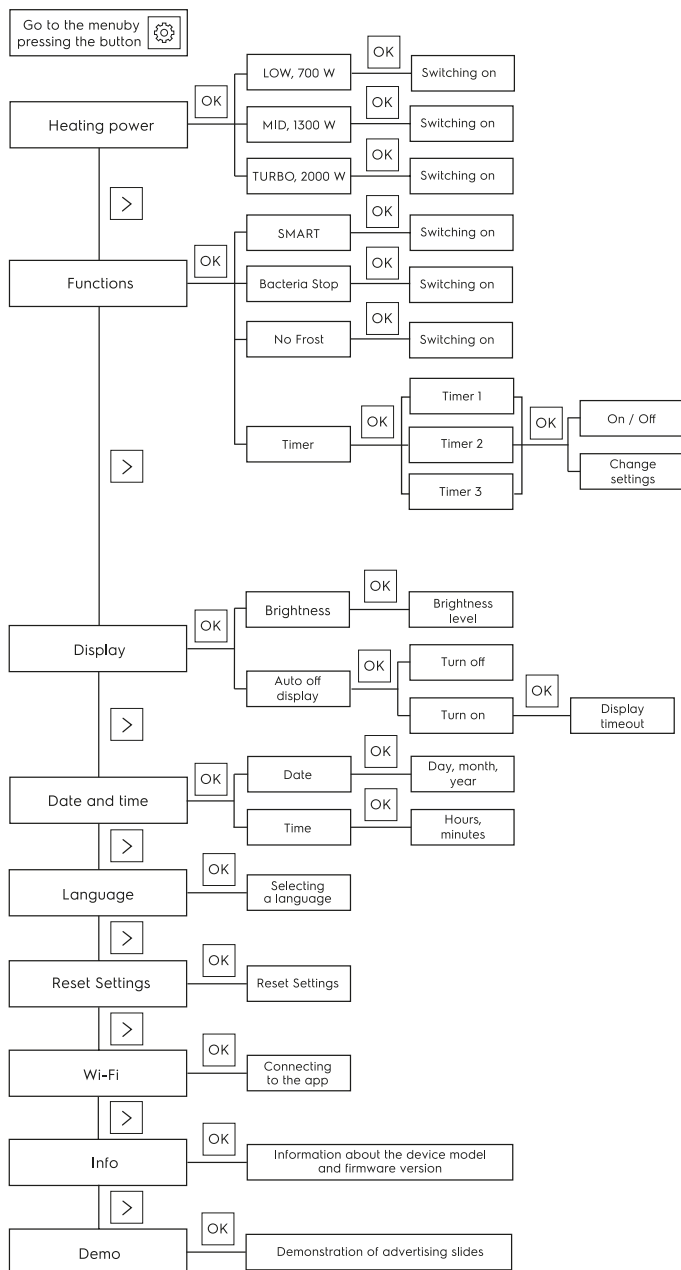 Go to the menuby
pressing the button
Heating power
OK
LOW, 700 W
OK
Switching on
MID, 1300 W
OK
Switching on
TURBO, 2000 W
OK
Switching on
>
Functions
OK
SMART
OK
Switching on
Bacteria Stop
OK
Switching on
No Frost
OK
Switching on
Timer
OK
Timer 1
Timer 2
Timer 3
OK
On / Off
Change
settings
>
Display
OK
Brightness
OK
Brightness
level
Auto off
display
OK
Turn off
Turn on
OK
Display
timeout
>
Date and time
OK
Date
OK
Day, month,
year
Time
OK
Hours,
minutes
>
Language
OK
Selecting
a language
>
Reset Settings
OK
Reset Settings
>
Wi-Fi
OK
Connecting
to the app
>
Info
OK
Information about the device model
and firmware version
>
Demo
OK
Demonstration of advertising slides